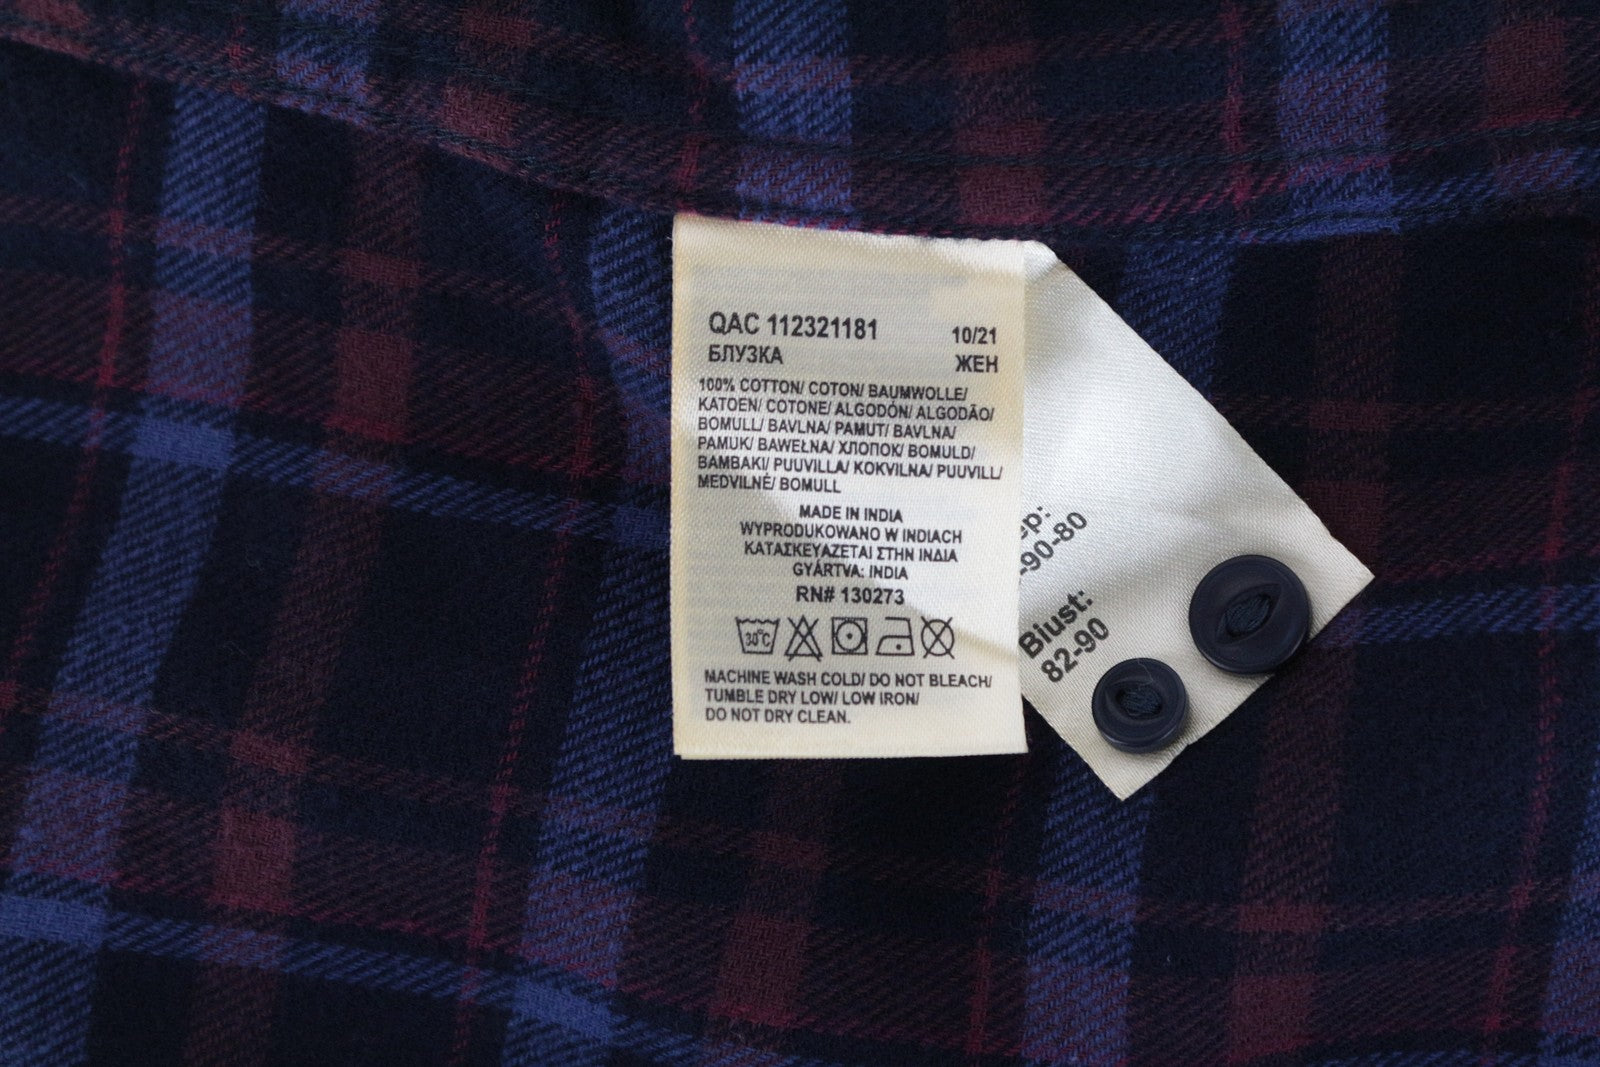 QAC 112321181 10/21
БЛУЗКА ЖЕН
100% COTTON/ COTON/ BAUMWOLLE/
KATOEN/ COTONE/ ALGODÓN/ ALGODÃO/
BOMULL/ BAVLNA/ PAMUT/ BAVLNA/
PAMUK/ BAWEŁNA/ ХЛОПОК/ BOMULD/
BAMBAKI/ PUUVILLA/ KOKVILNA/ PUUVILL/
MEDVILNĖ/ BOMULL
MADE IN INDIA
WYPRODUKOWANO W INDIACH
ΚΑΤΑΣΚΕΥΑΖΕΤΑΙ ΣΤΗΝ ΙΝΔΙΑ
GYÁRTVA: INDIA
RN# 130273
30°C
MACHINE WASH COLD/ DO NOT BLEACH/
TUMBLE DRY LOW/ LOW IRON/
DO NOT DRY CLEAN.
-90-80
Biust:
82-90